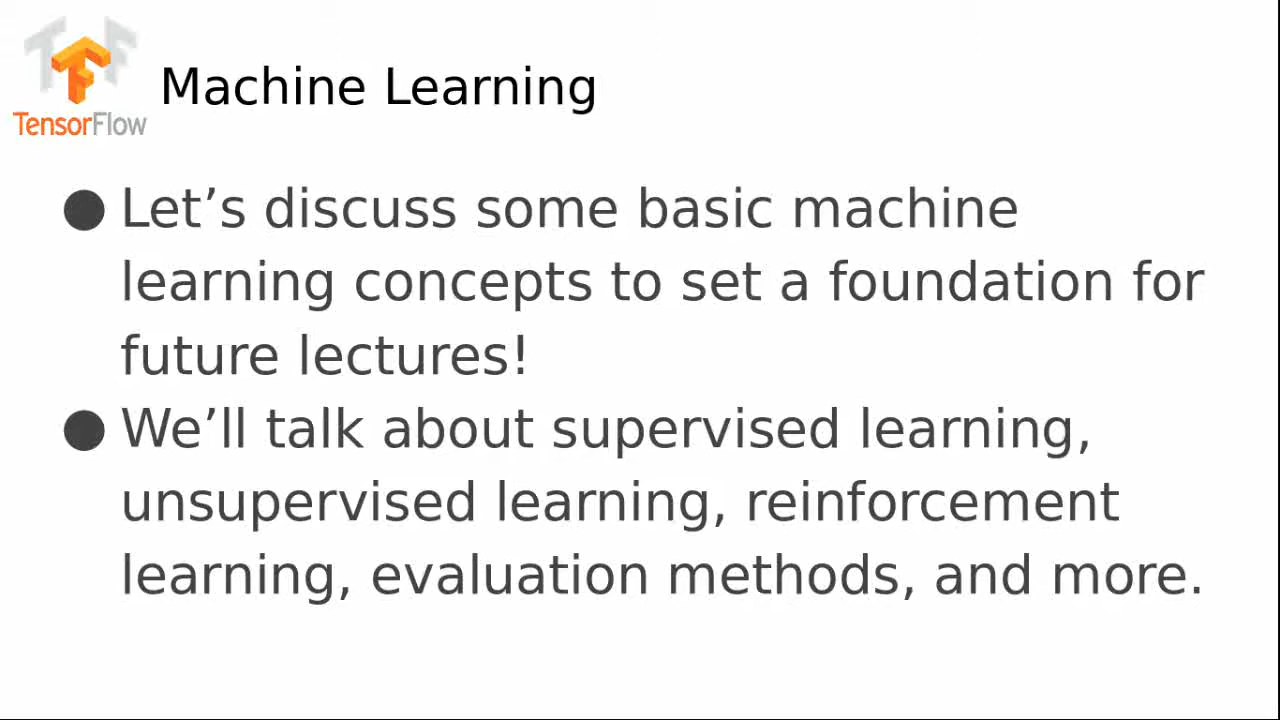 TensorFlow
Machine Learning
● Let’s discuss some basic machine
learning concepts to set a foundation for
future lectures!
● We’ll talk about supervised learning,
unsupervised learning, reinforcement
learning, evaluation methods, and more.